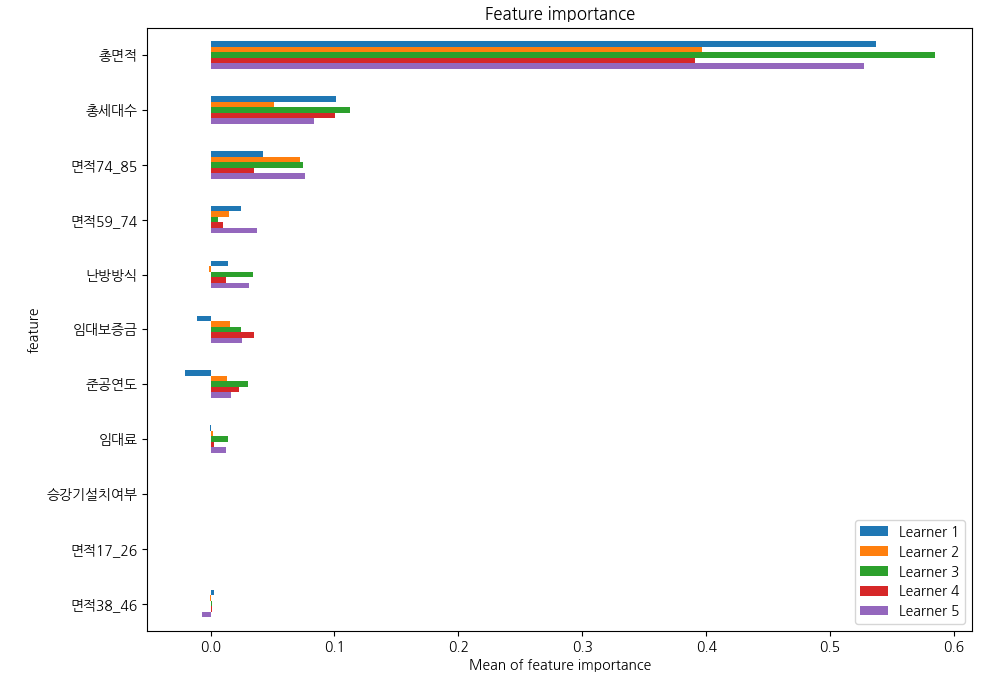 Feature importance
총면적
총세대수
면적74_85
면적59_74
난방방식
임대보증금
준공연도
임대료
승강기설치여부
면적17_26
면적38_46
feature
0.0 0.1 0.2 0.3 0.4 0.5 0.6
Mean of feature importance
Learner 1
Learner 2
Learner 3
Learner 4
Learner 5